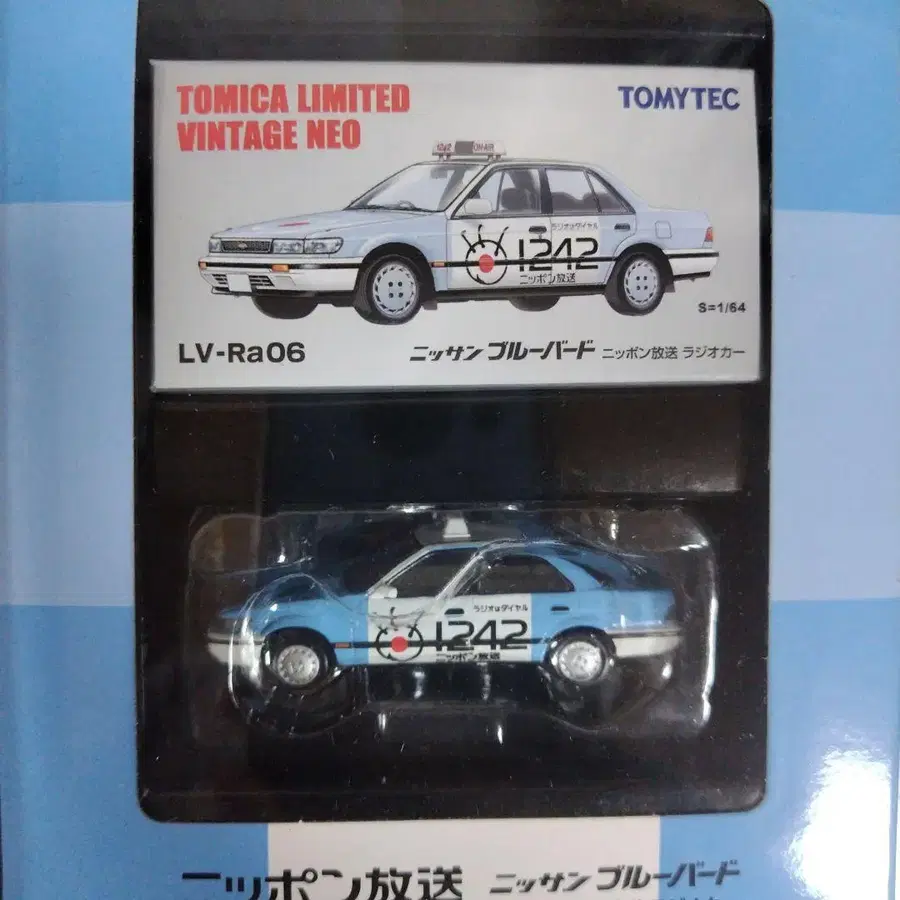 TOMICA LIMITED
VINTAGE NEO
TOMYTEC
1242 ON AIR
ラジオはダイヤル
1242
ニッポン放送
S=1/64
LV-Ra06
ニッサン ブルーバード ニッポン放送 ラジオカー
ラジオはダイヤル
1242
ニッポン放送
ニッポン放送 ニッサン ブルーバード